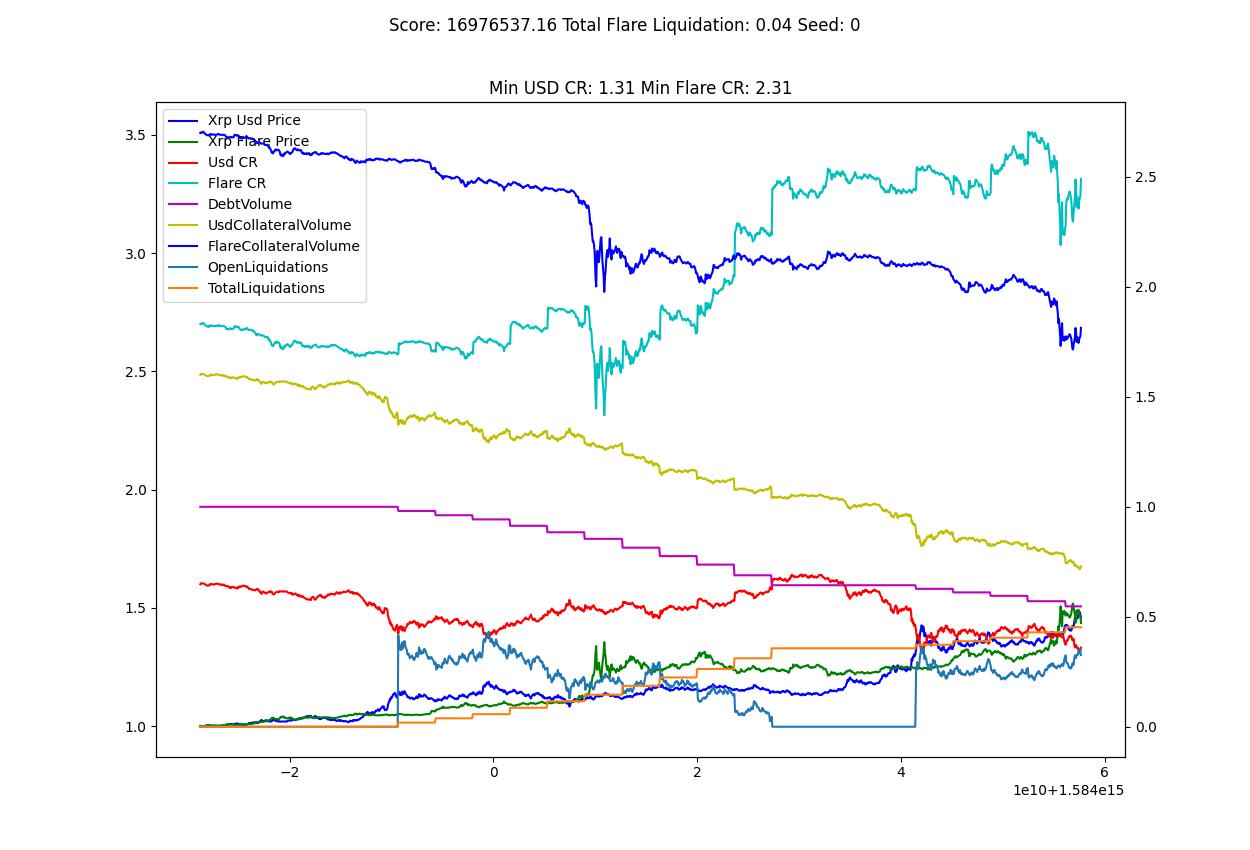 Score: 16976537.16 Total Flare Liquidation: 0.04 Seed: 0
Min USD CR: 1.31 Min Flare CR: 2.31
Xrp Usd Price
Xrp Flare Price
Usd CR
Flare CR
DebtVolume
UsdCollateralVolume
FlareCollateralVolume
OpenLiquidations
TotalLiquidations
3.5
3.0
2.5
2.0
1.5
1.0
2.5
2.0
1.5
1.0
0.5
0.0
−2
0
2
4
6
1e10+1.584e15